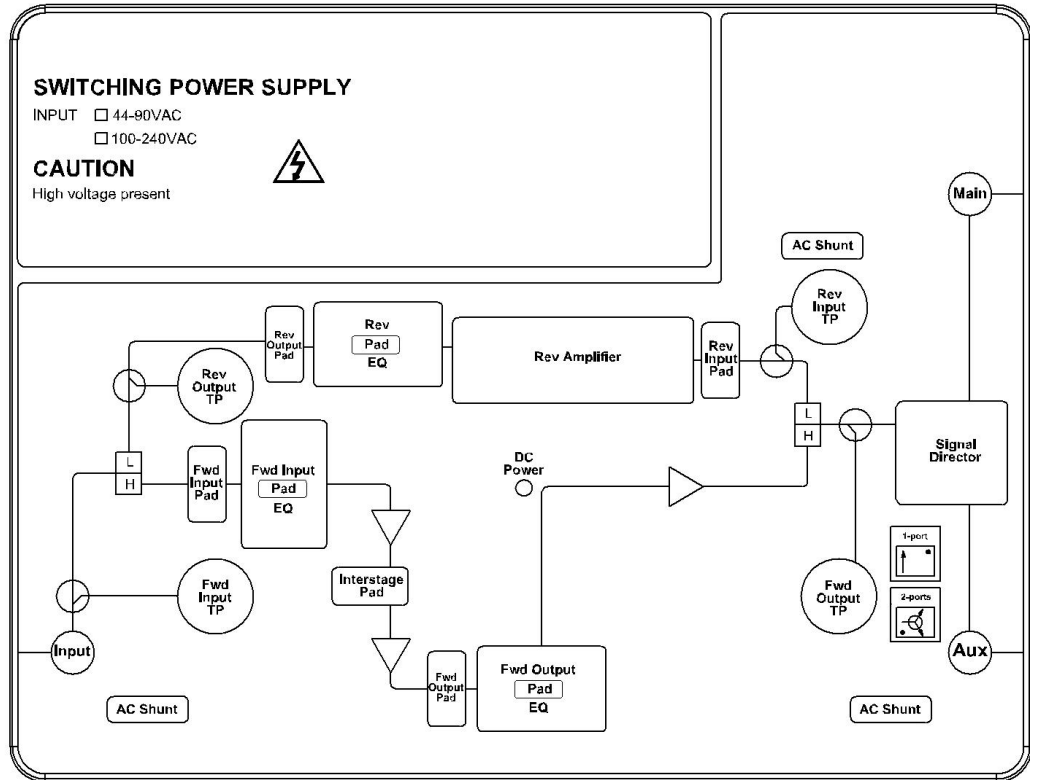 SWITCHING POWER SUPPLY
INPUT 44-90VAC
100-240VAC
CAUTION
High voltage present
Main
AC Shunt
Rev
Input
TP
Rev
Output
Pad
Rev
Pad
EQ
Rev Amplifier
Rev
Input
Pad
Rev
Output
TP
L
H
Fwd
Input
Pad
Fwd Input
Pad
EQ
DC
Power
L
H
Signal
Director
1-port
2-ports
Interstage
Pad
Fwd
Input
TP
Fwd
Output
TP
Input
Aux
Fwd
Output
Pad
Fwd Output
Pad
EQ
AC Shunt
AC Shunt